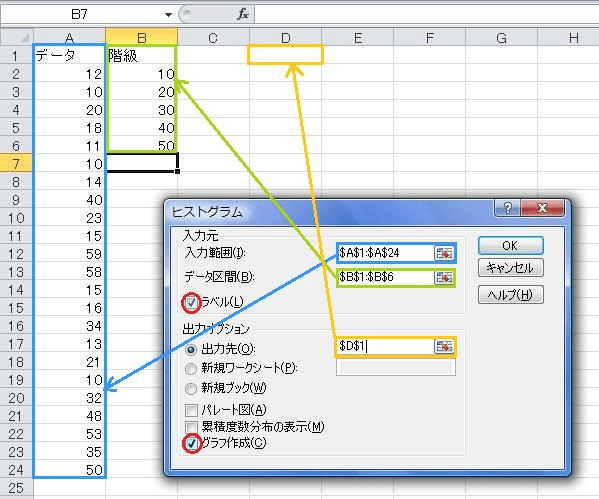 B7 fx
A B C D E F G H
1 データ 階級
2 12 10
3 10 20
4 20 30
5 18 40
6 11 50
7 10
8 14
9 40
10 23
11 15
12 59
13 58
14 15
15 16
16 34
17 13
18 21
19 10
20 32
21 48
22 53
23 35
24 50
25
ヒストグラム
入力元
入力範囲(I): $A$1:$A$24 OK
データ区間(B): $B$1:$B$6 キャンセル
ラベル(L) ヘルプ(H)
出力オプション
出力先(O): $D$1
新規ワークシート(P):
新規ブック(W)
パレート図(A)
累積度数分布の表示(M)
グラフ作成(C)